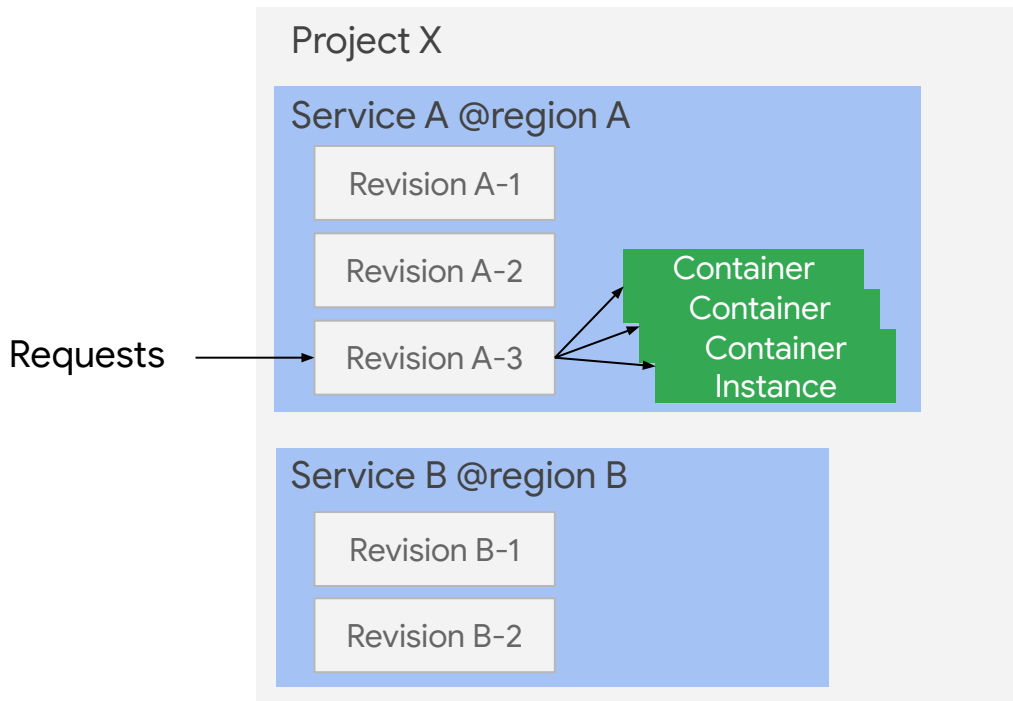 Project X
Service A @region A
Revision A-1
Revision A-2
Container
Container
Requests
Revision A-3
Container
Instance
Service B @region B
Revision B-1
Revision B-2